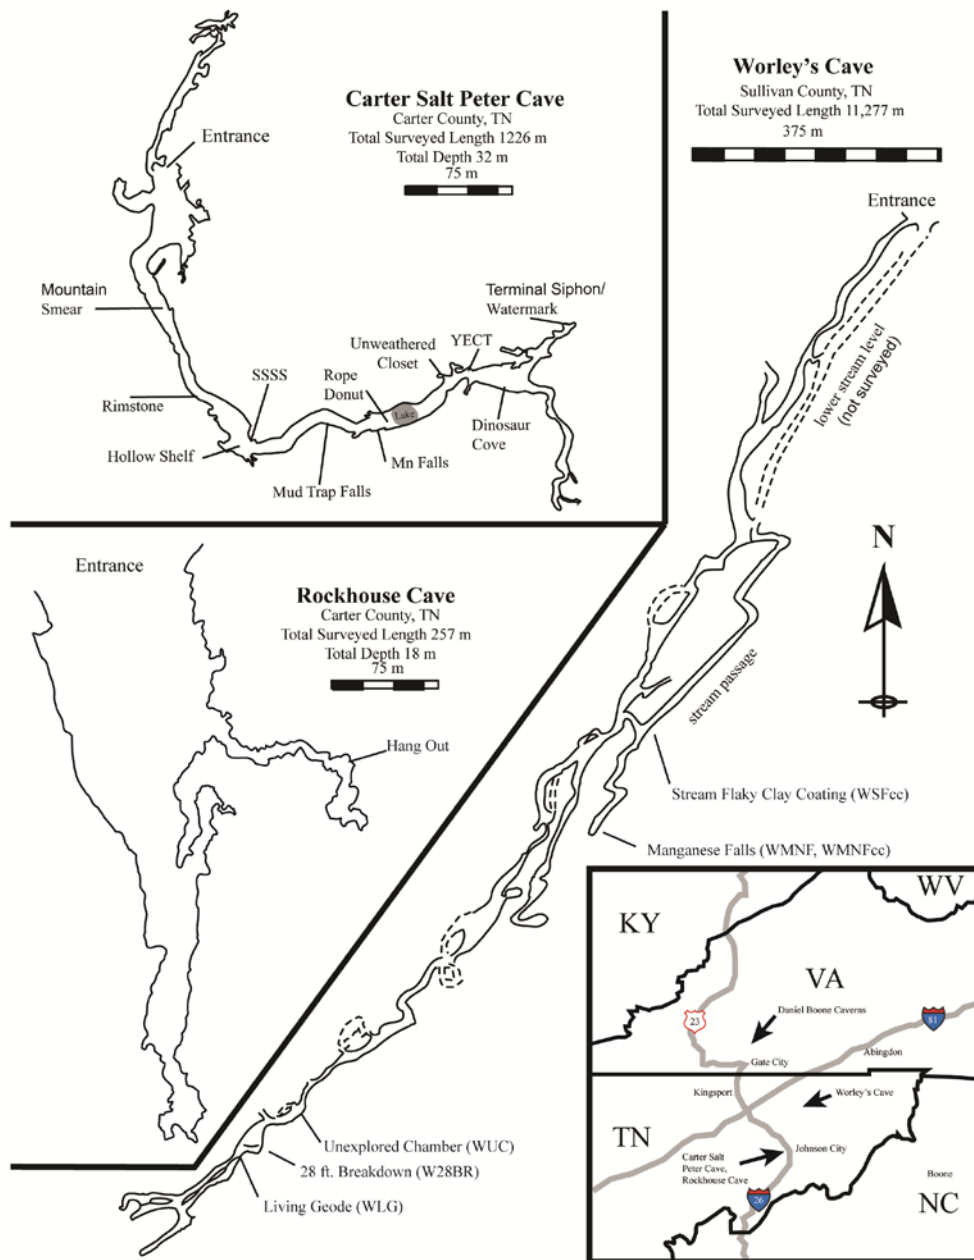 Carter Salt Peter Cave
Carter County, TN
Total Surveyed Length 1226 m
Total Depth 32 m
75 m
Entrance
Mountain
Smear
Rimstone
Hollow Shelf
SSSS
Mud Trap Falls
Rope
Donut
Lake
Mn Falls
Unweathered
Closet
YECT
Terminal Siphon/
Watermark
Dinosaur
Cove
Worley's Cave
Sullivan County, TN
Total Surveyed Length 11,277 m
375 m
Entrance
lower stream level
(not surveyed)
stream passage
Stream Flaky Clay Coating (WSFcc)
Manganese Falls (WMNF, WMNFcc)
Unexplored Chamber (WUC)
28 ft. Breakdown (W28BR)
Living Geode (WLG)
N
Rockhouse Cave
Carter County, TN
Total Surveyed Length 257 m
Total Depth 18 m
75 m
Entrance
Hang Out
WV
KY
VA
23
Daniel Boone Caverns
81
Gate City
Abingdon
Kingsport
Worley's Cave
TN
Carter Salt
Peter Cave,
Rockhouse Cave
Johnson City
Boone
26
NC